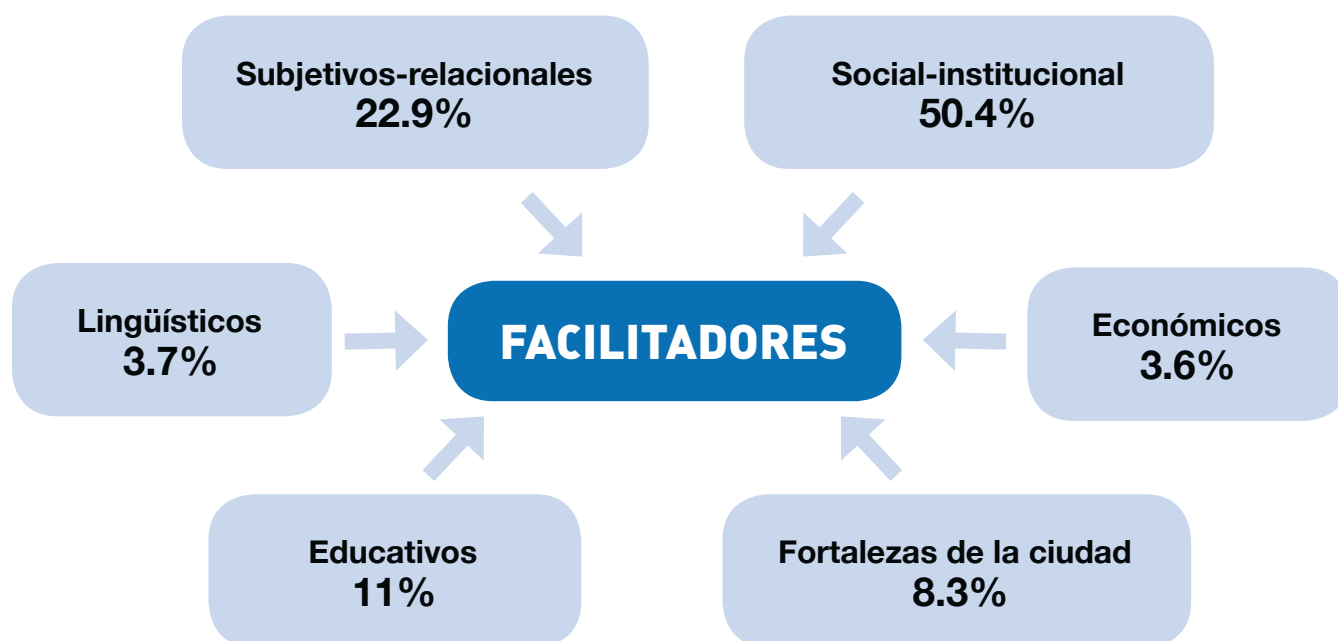 Subjetivos-relacionales
22.9%
Social-institucional
50.4%
Lingüísticos
3.7%
FACILITADORES
Económicos
3.6%
Educativos
11%
Fortalezas de la ciudad
8.3%